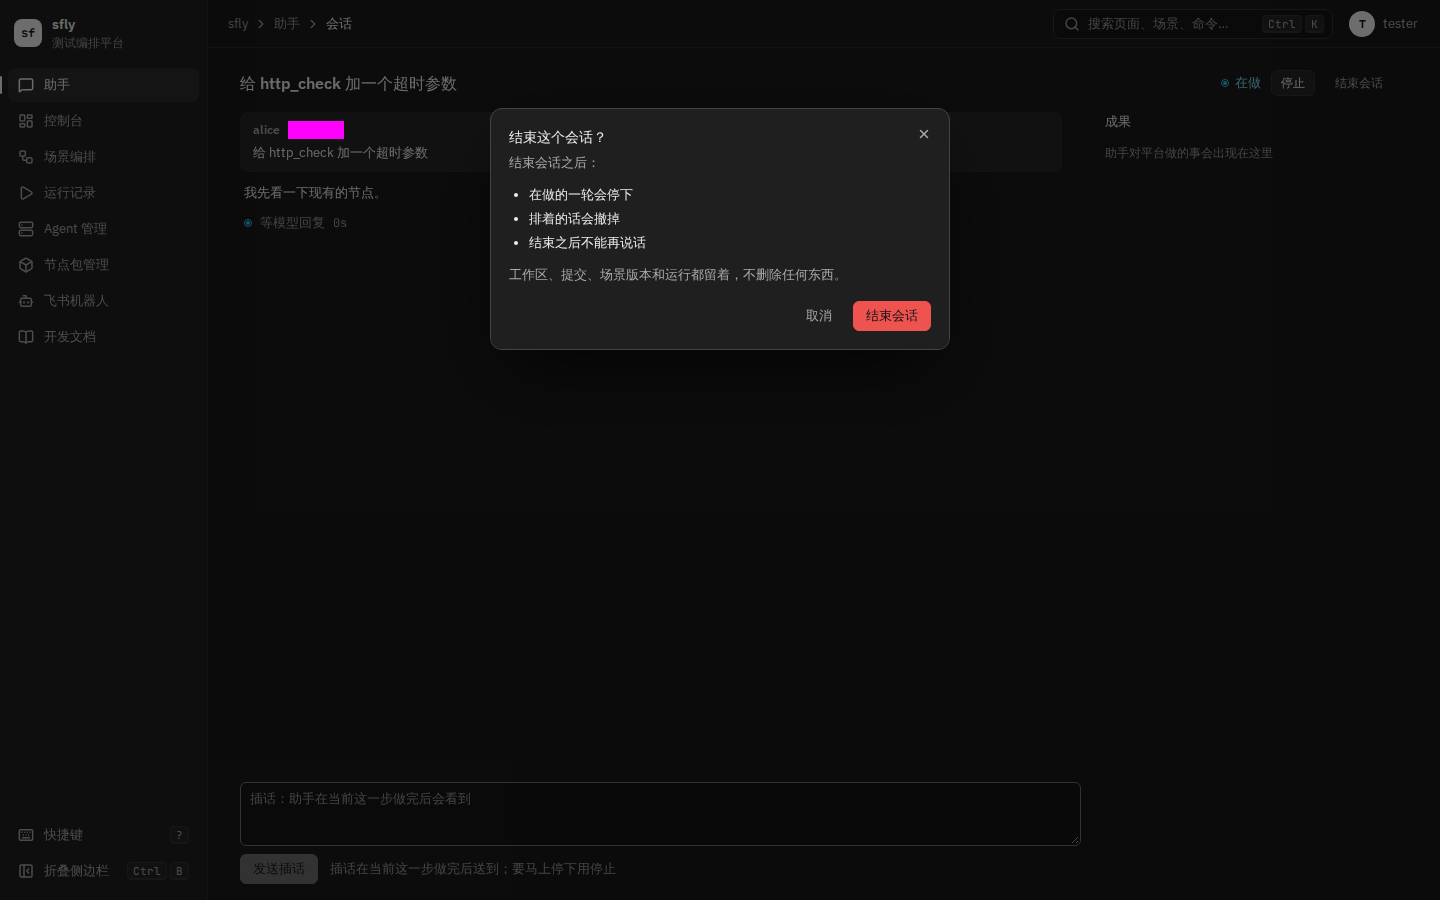 sf
sfly
测试编排平台
助手
控制台
场景编排
运行记录
Agent 管理
节点包管理
飞书机器人
开发文档
快捷键
?
折叠侧边栏
Ctrl
B
sfly
助手
会话
搜索页面、场景、命令...
Ctrl
K
T
tester
给 http_check 加一个超时参数
在做
停止
结束会话
alice
给 http_check 加一个超时参数
我先看一下现有的节点。
等模型回复 0s
成果
助手对平台做的事会出现在这里
结束这个会话？
结束会话之后：
在做的一轮会停下
排着的话会撤掉
结束之后不能再说话
工作区、提交、场景版本和运行都留着，不删除任何东西。
取消
结束会话
插话：助手在当前这一步做完后会看到
发送插话
插话在当前这一步做完后送到；要马上停下用停止